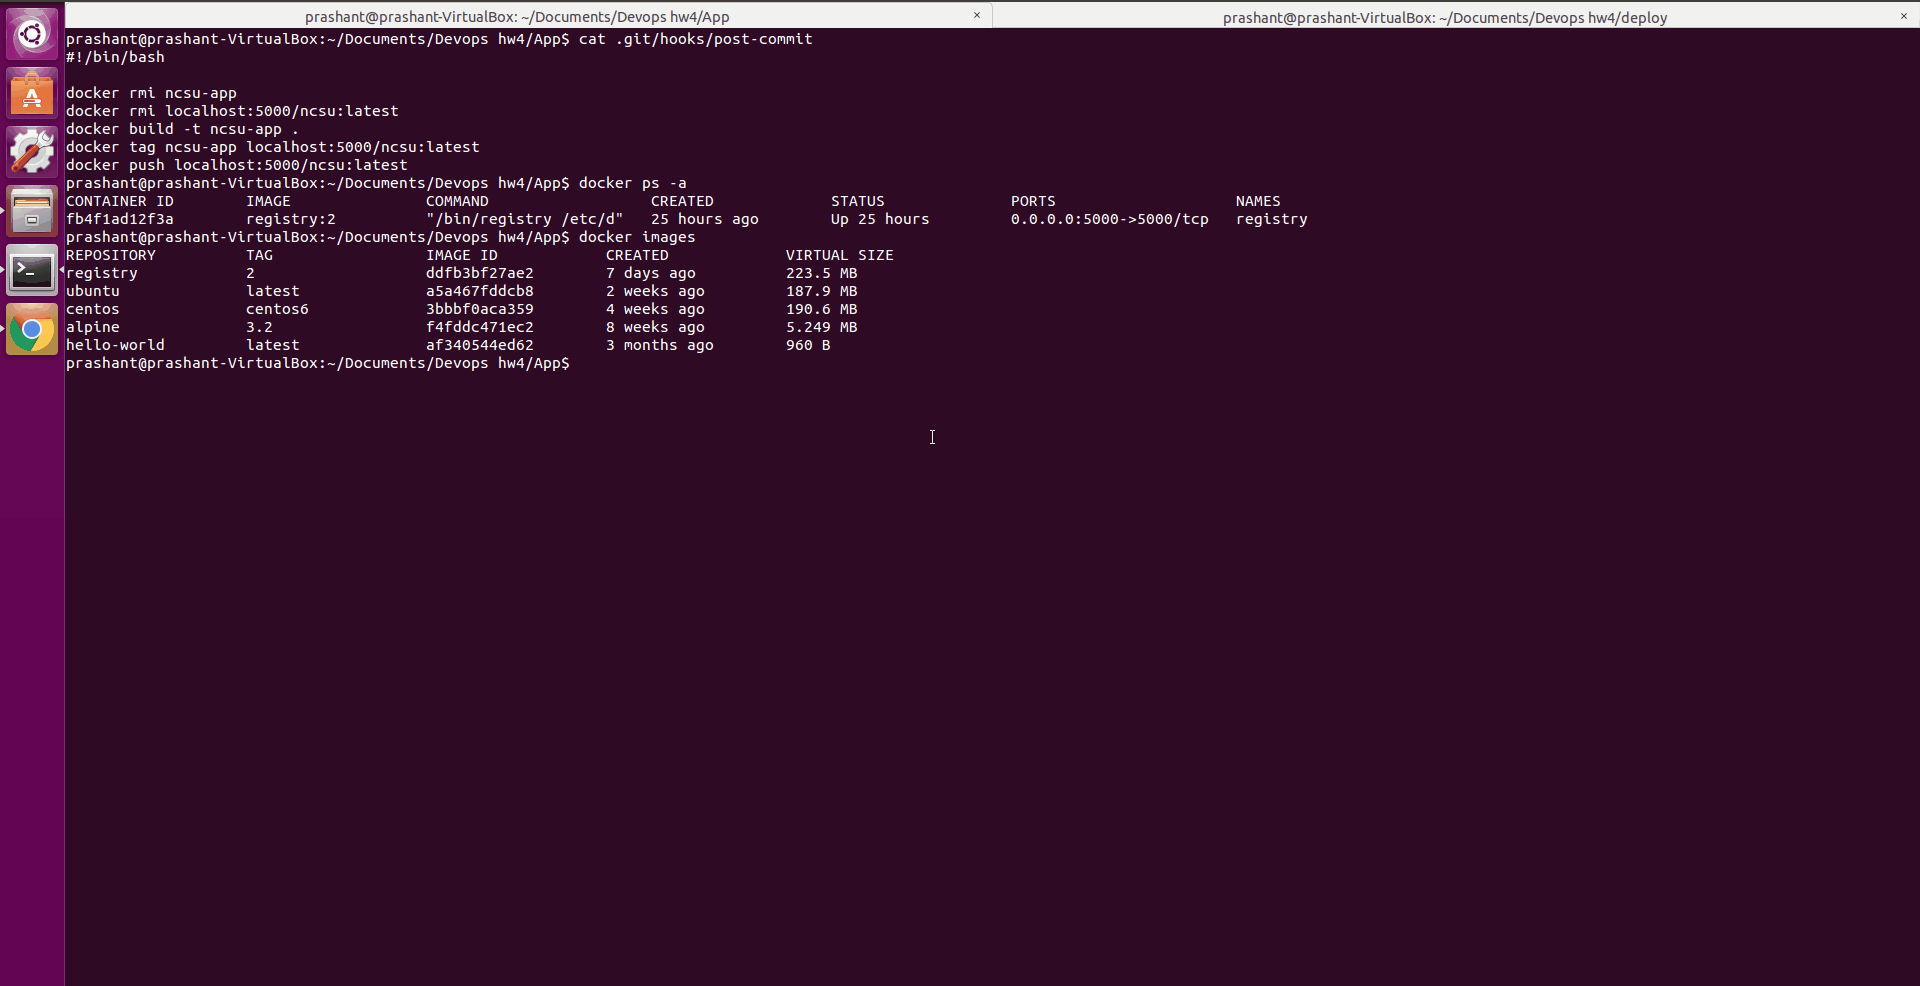 prashant@prashant-VirtualBox: ~/Documents/Devops hw4/App × prashant@prashant-VirtualBox: ~/Documents/Devops hw4/deploy ×
prashant@prashant-VirtualBox:~/Documents/Devops hw4/App$ cat .git/hooks/post-commit
#!/bin/bash
docker rmi ncsu-app
docker rmi localhost:5000/ncsu:latest
docker build -t ncsu-app .
docker tag ncsu-app localhost:5000/ncsu:latest
docker push localhost:5000/ncsu:latest
prashant@prashant-VirtualBox:~/Documents/Devops hw4/App$ docker ps -a
CONTAINER ID IMAGE COMMAND CREATED STATUS PORTS NAMES
fb4f1ad12f3a registry:2 "/bin/registry /etc/d" 25 hours ago Up 25 hours 0.0.0.0:5000->5000/tcp registry
prashant@prashant-VirtualBox:~/Documents/Devops hw4/App$ docker images
REPOSITORY TAG IMAGE ID CREATED VIRTUAL SIZE
registry 2 ddfb3bf27ae2 7 days ago 223.5 MB
ubuntu latest a5a467fddcb8 2 weeks ago 187.9 MB
centos centos6 3bbbf0aca359 4 weeks ago 190.6 MB
alpine 3.2 f4fddc471ec2 8 weeks ago 5.249 MB
hello-world latest af340544ed62 3 months ago 960 B
prashant@prashant-VirtualBox:~/Documents/Devops hw4/App$